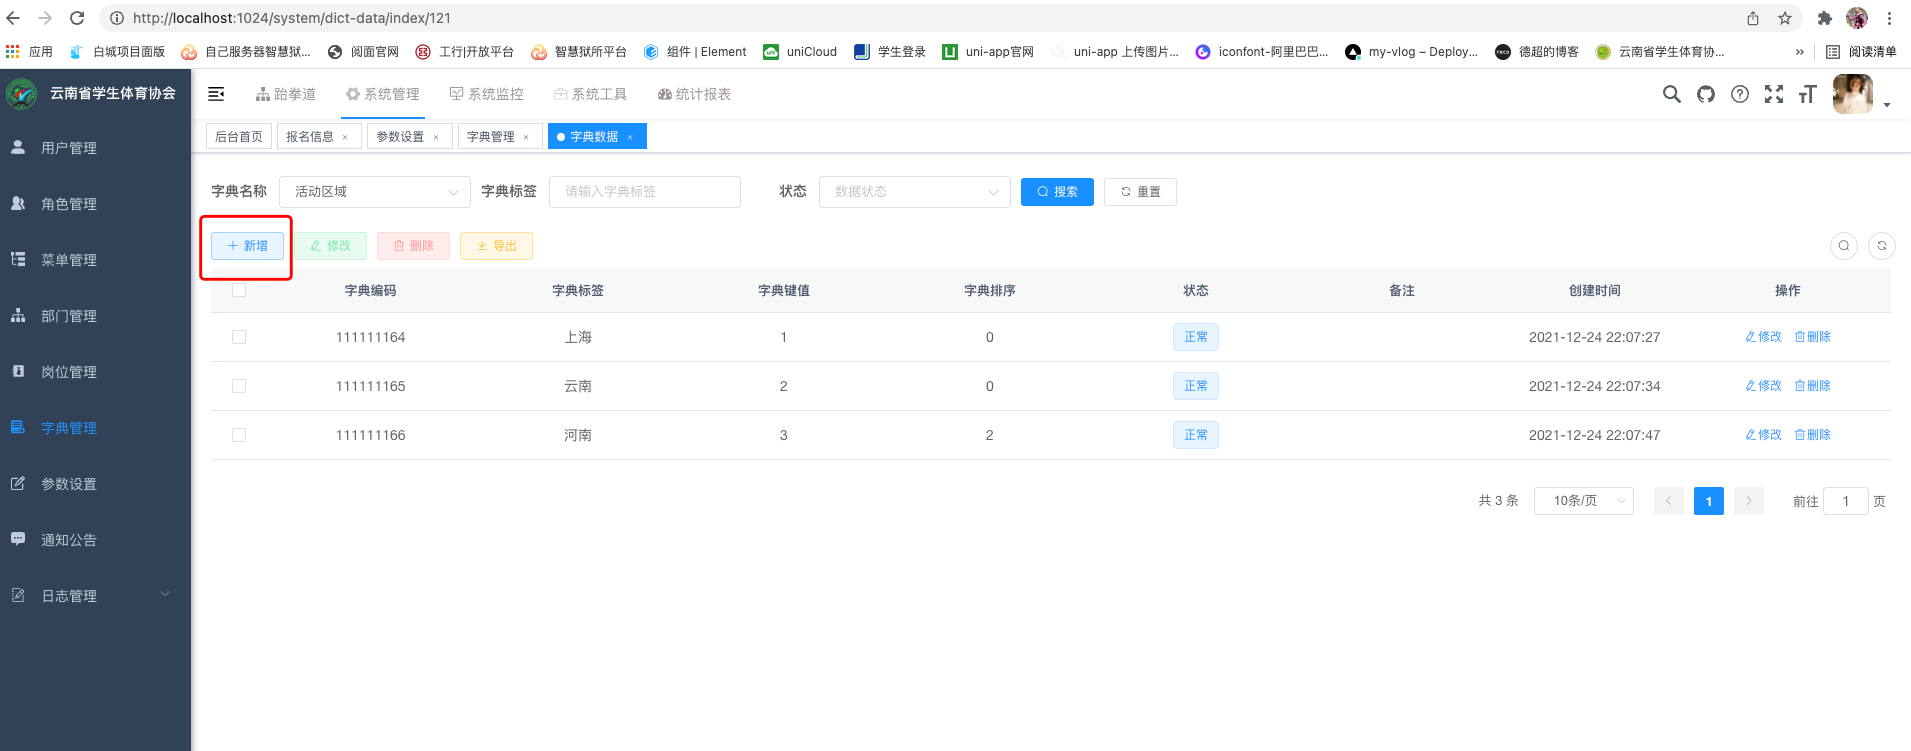 http://localhost:1024/system/dict-data/index/121
应用 白城项目面版 自己服务器智慧狱... 阅面官网 工行|开放平台 智慧狱所平台 组件 | Element uniCloud 学生登录 uni-app官网 uni-app 上传图片... iconfont-阿里巴巴... my-vlog – Deploy... 德超的博客 云南省学生体育协... » 阅读清单
云南省学生体育协会 跆拳道 系统管理 系统监控 系统工具 统计报表
后台首页 报名信息 × 参数设置 × 字典管理 × 字典数据 ×
用户管理
角色管理
菜单管理
部门管理
岗位管理
字典管理
参数设置
通知公告
日志管理
字典名称 活动区域 字典标签 请输入字典标签 状态 数据状态 搜索 重置
新增 修改 删除 导出
字典编码 字典标签 字典键值 字典排序 状态 备注 创建时间 操作
111111164 上海 1 0 正常 2021-12-24 22:07:27 修改 删除
111111165 云南 2 0 正常 2021-12-24 22:07:34 修改 删除
111111166 河南 3 2 正常 2021-12-24 22:07:47 修改 删除
共 3 条 10条/页 1 前往 1 页